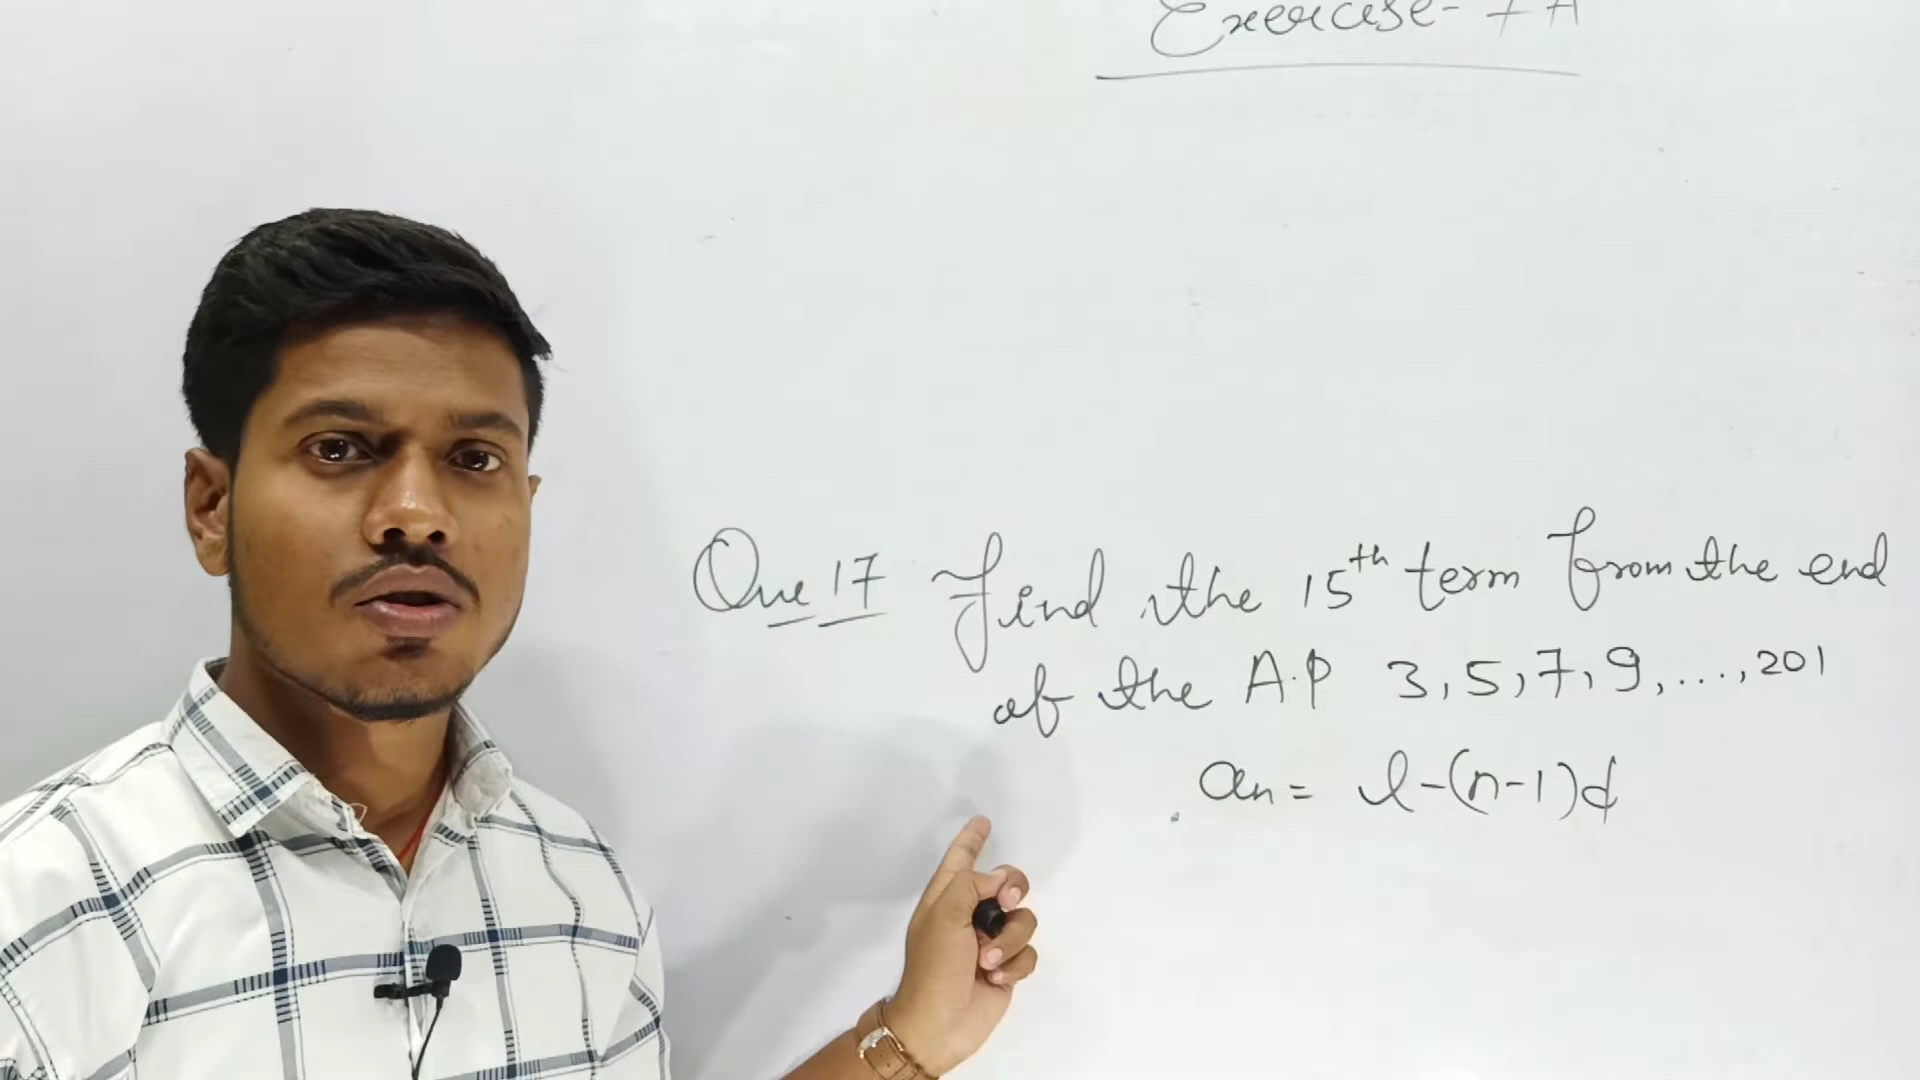 Exercise- 7A
Que 17 Find the 15th term from the end
of the A.P 3, 5, 7, 9, ..., 201
an = l-(n-1)d